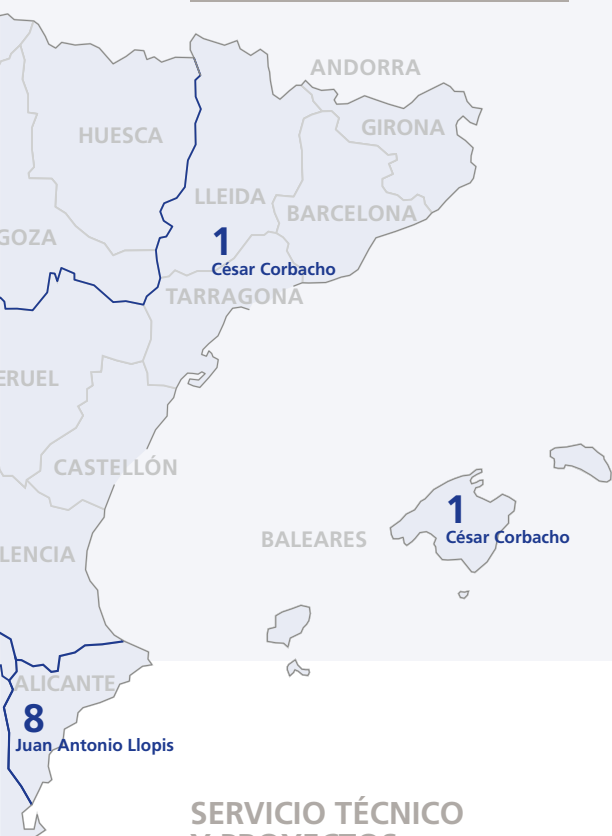 ANDORRA
HUESCA
GIRONA
LLEIDA
BARCELONA
GOZA
1
César Corbacho
TARRAGONA
ERUEL
CASTELLÓN
1
BALEARES
César Corbacho
LENCIA
ALICANTE
8
Juan Antonio Llopis
SERVICIO TÉCNICO
Y PROYECTOS